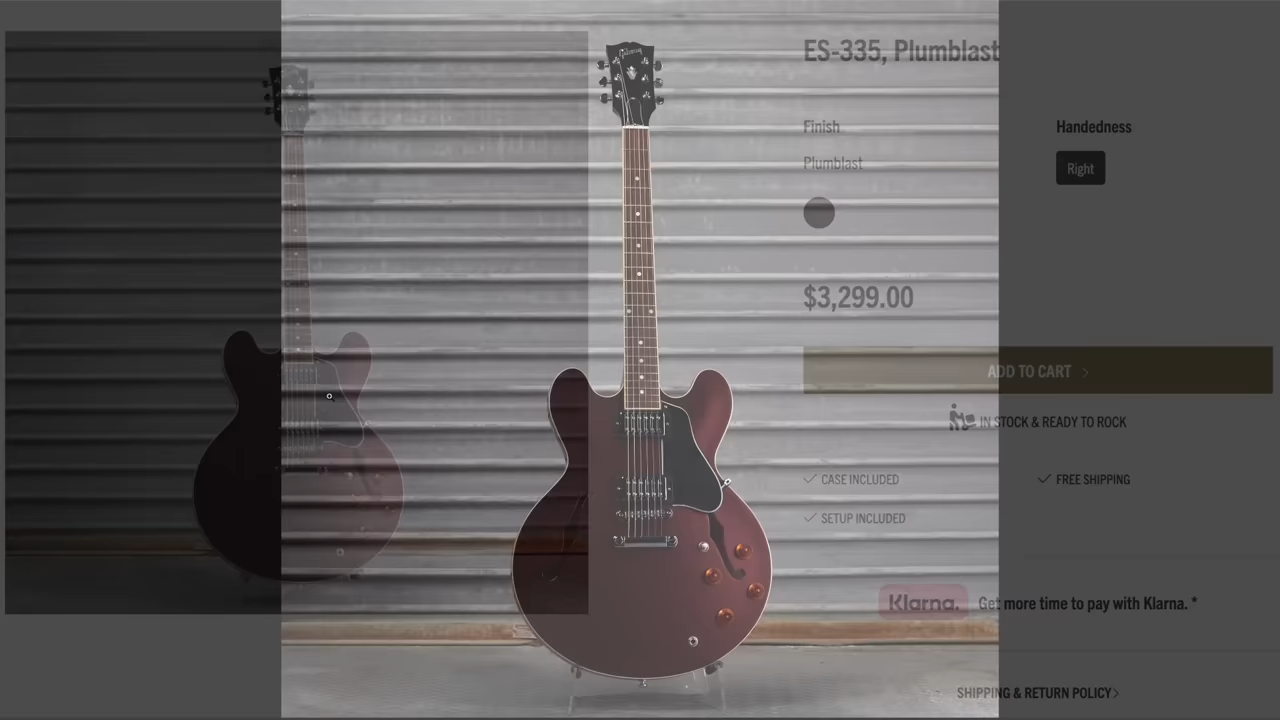 Gibson
ES-335, Plumblast
Finish
Handedness
Plumblast
Right
$3,299.00
ADD TO CART
IN STOCK & READY TO ROCK
CASE INCLUDED
FREE SHIPPING
SETUP INCLUDED
Klarna.
Get more time to pay with Klarna. *
SHIPPING & RETURN POLICY